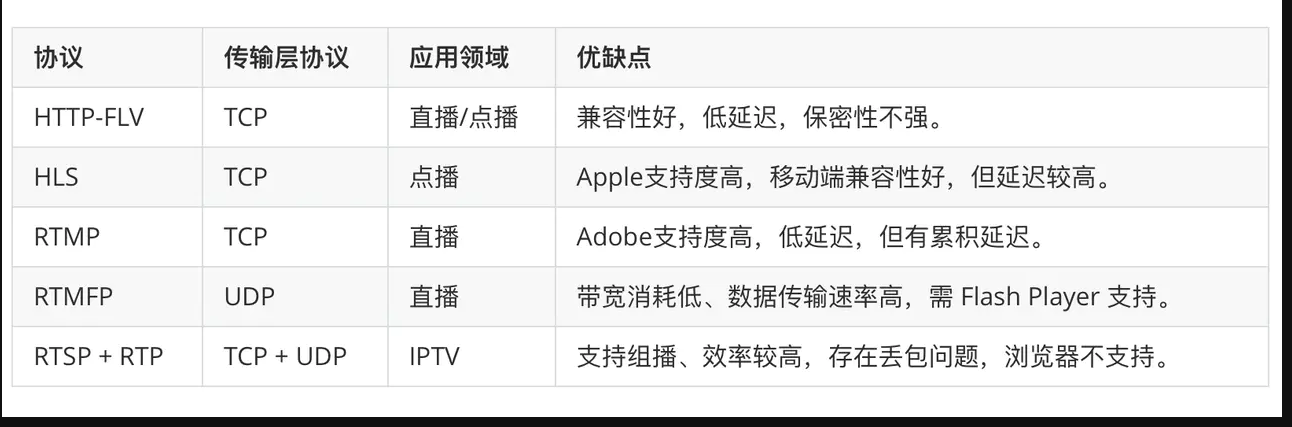 协议 传输层协议 应用领域 优缺点
HTTP-FLV TCP 直播/点播 兼容性好，低延迟，保密性不强。
HLS TCP 点播 Apple支持度高，移动端兼容性好，但延迟较高。
RTMP TCP 直播 Adobe支持度高，低延迟，但有累积延迟。
RTMFP UDP 直播 带宽消耗低、数据传输速率高，需 Flash Player 支持。
RTSP + RTP TCP + UDP IPTV 支持组播、效率较高，存在丢包问题，浏览器不支持。